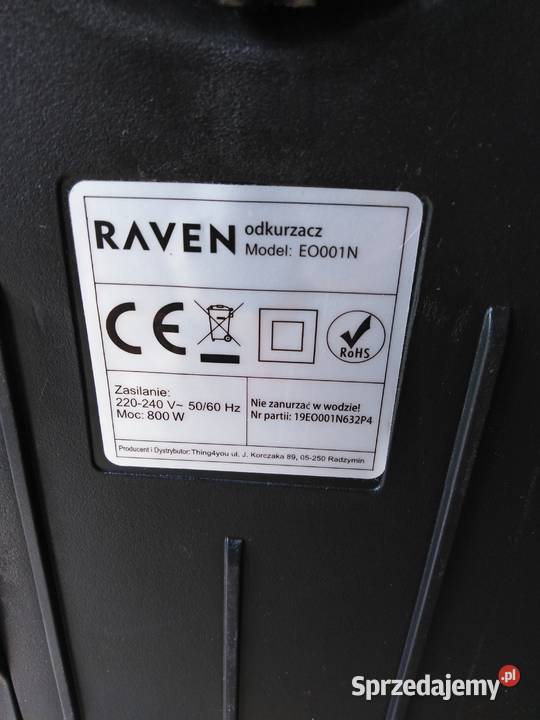 RAVEN
odkurzacz
Model: EO001N
CE
RoHS
Zasilanie:
220-240 V~ 50/60 Hz
Moc: 800 W
Nie zanurzać w wodzie!
Nr partii: 19EO001N632P4
Producent i Dystrybutor: Thing4you ul. J. Korczaka 89, 05-250 Radzymin
Sprzedajemy.pl